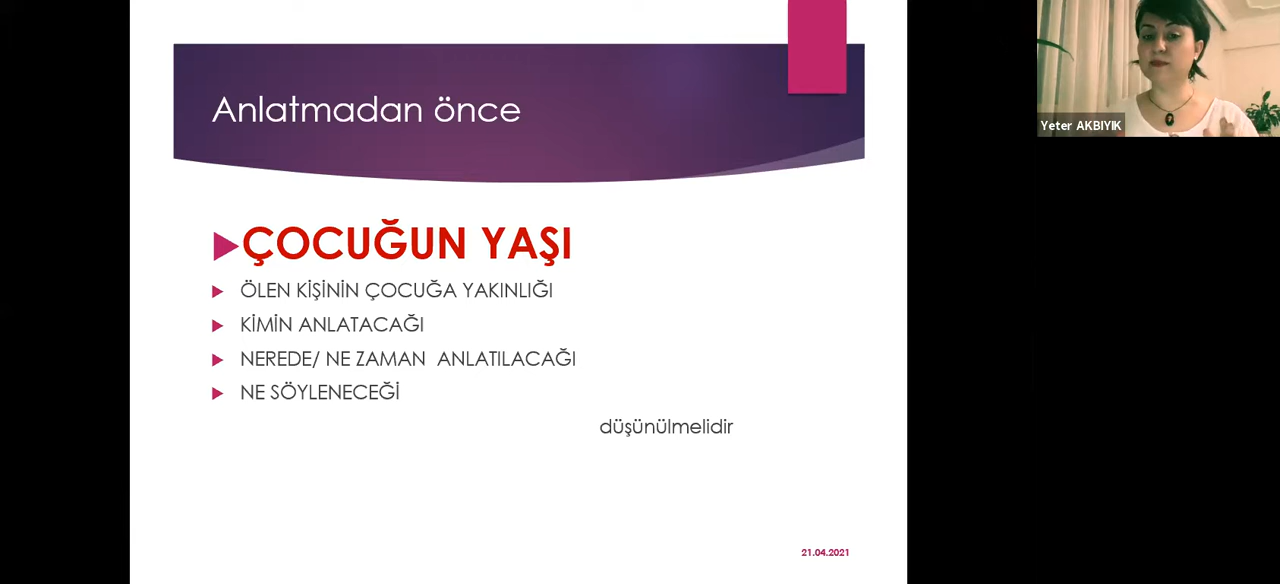 Anlatmadan önce
ÇOCUĞUN YAŞI
ÖLEN KİŞİNİN ÇOCUĞA YAKINLIĞI
KİMİN ANLATACAĞI
NEREDE/ NE ZAMAN ANLATILACAĞI
NE SÖYLENECEĞİ
düşünülmelidir
21.04.2021
Yeter AKBIYIK